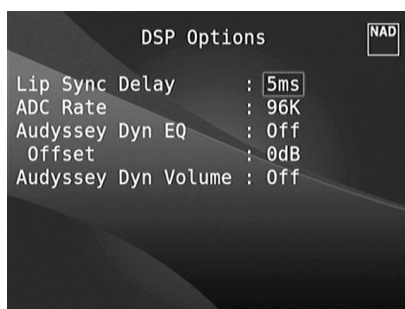 DSP Options
NAD
Lip Sync Delay : 5ms
ADC Rate : 96K
Audyssey Dyn EQ : Off
Offset : 0dB
Audyssey Dyn Volume : Off